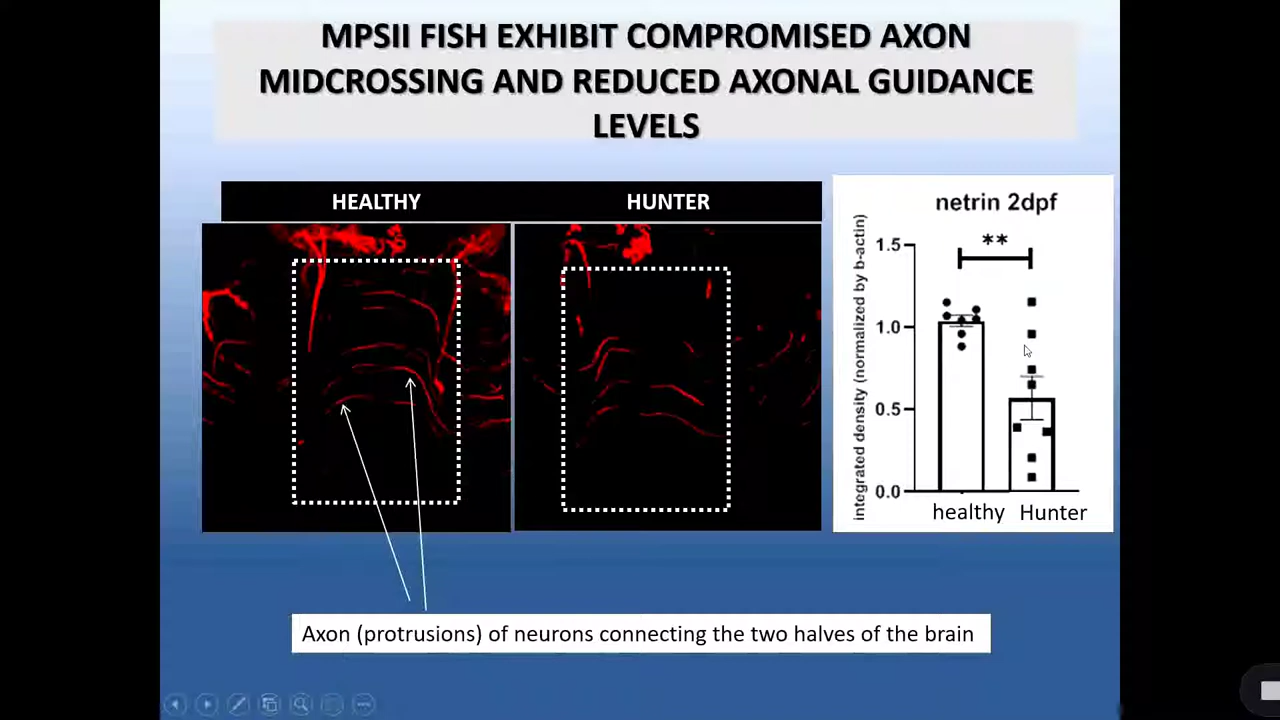 MPSII FISH EXHIBIT COMPROMISED AXON
MIDCROSSING AND REDUCED AXONAL GUIDANCE
LEVELS
HEALTHY
HUNTER
netrin 2dpf
**
integrated density (normalized by b-actin)
1.5
1.0
0.5
0.0
healthy
Hunter
Axon (protrusions) of neurons connecting the two halves of the brain